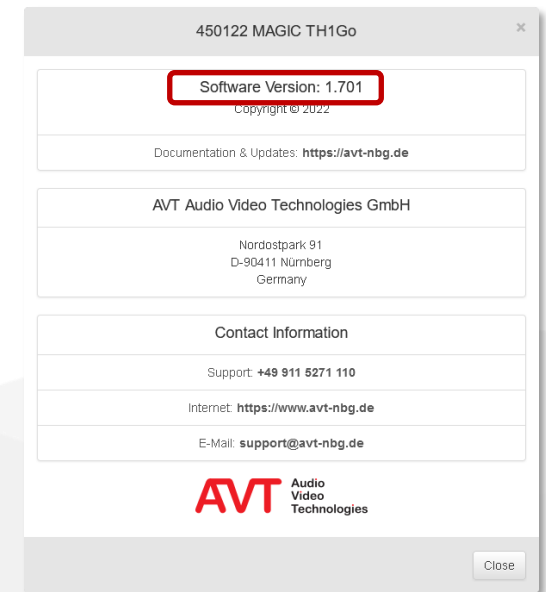 450122 MAGIC TH1Go
×
Software Version: 1.701
Copyright © 2022
Documentation & Updates: https://avt-nbg.de
AVT Audio Video Technologies GmbH
Nordostpark 91
D-90411 Nürnberg
Germany
Contact Information
Support: +49 911 5271 110
Internet: https://www.avt-nbg.de
E-Mail: support@avt-nbg.de
AVT
Audio
Video
Technologies
Close